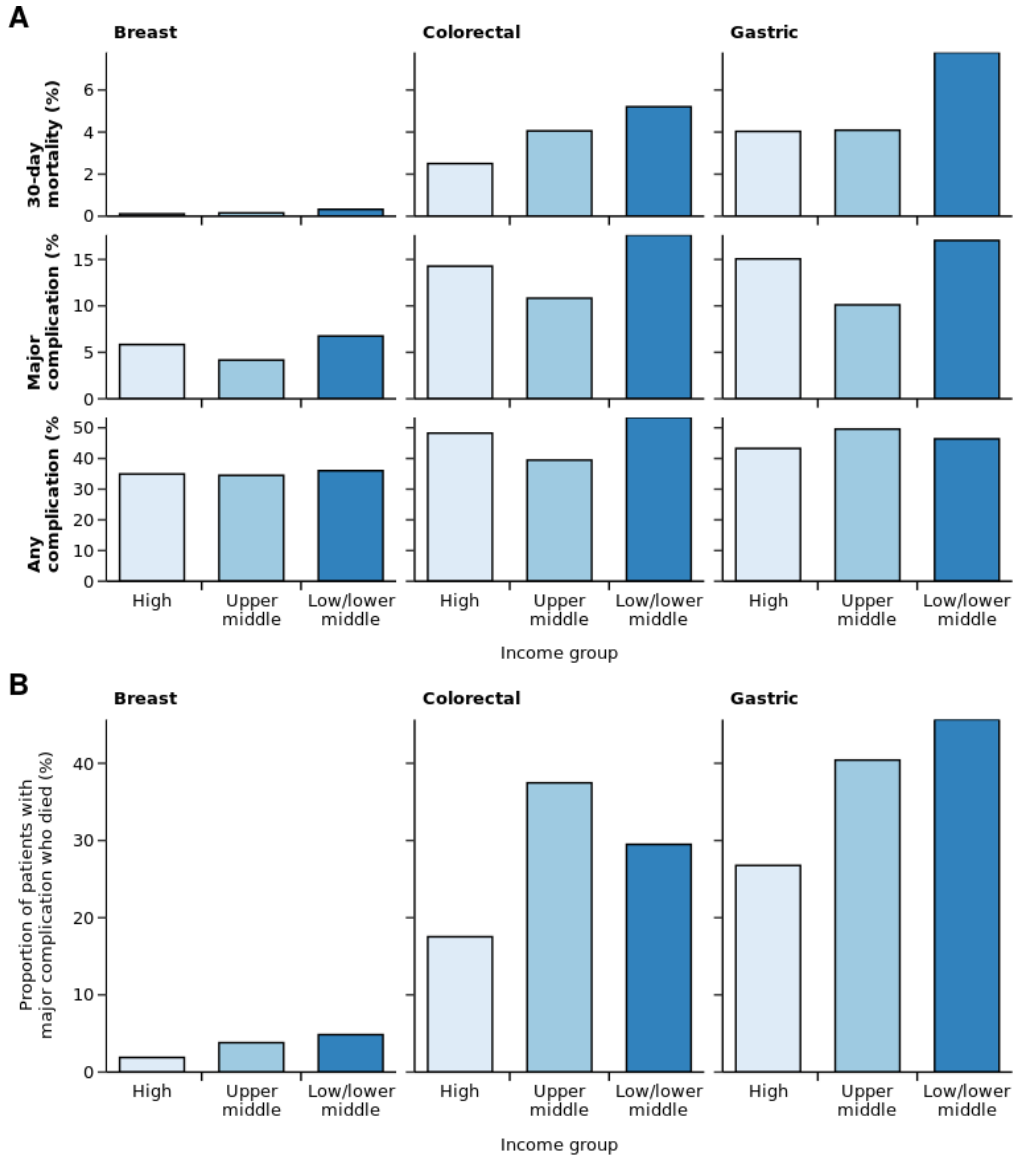 A
Breast Colorectal Gastric
30-day
mortality (%)
6
4
2
0
Major
complication (%
15
10
5
0
Any
complication (%
50
40
30
20
10
0
High Upper middle Low/lower middle High Upper middle Low/lower middle High Upper middle Low/lower middle
Income group
B
Breast Colorectal Gastric
Proportion of patients with
major complication who died (%)
40
30
20
10
0
High Upper middle Low/lower middle High Upper middle Low/lower middle High Upper middle Low/lower middle
Income group